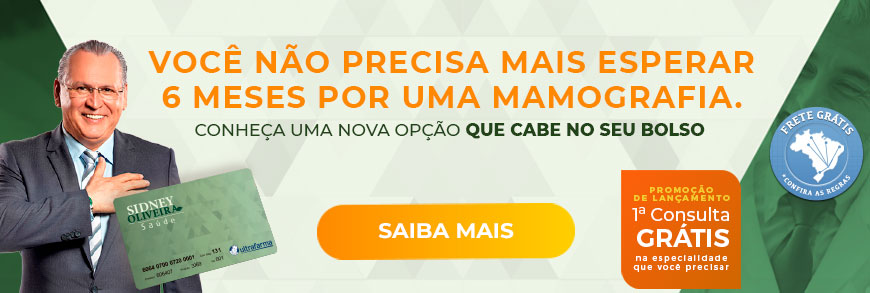 VOCÊ NÃO PRECISA MAIS ESPERAR
6 MESES POR UMA MAMOGRAFIA.
CONHEÇA UMA NOVA OPÇÃO QUE CABE NO SEU BOLSO
FRETE GRÁTIS
*CONFIRA AS REGRAS
SIDNEY
OLIVEIRA
Saúde
ultrafarma
SAIBA MAIS
PROMOÇÃO
DE LANÇAMENTO
1ª Consulta
GRÁTIS
na especialidade
que você precisar